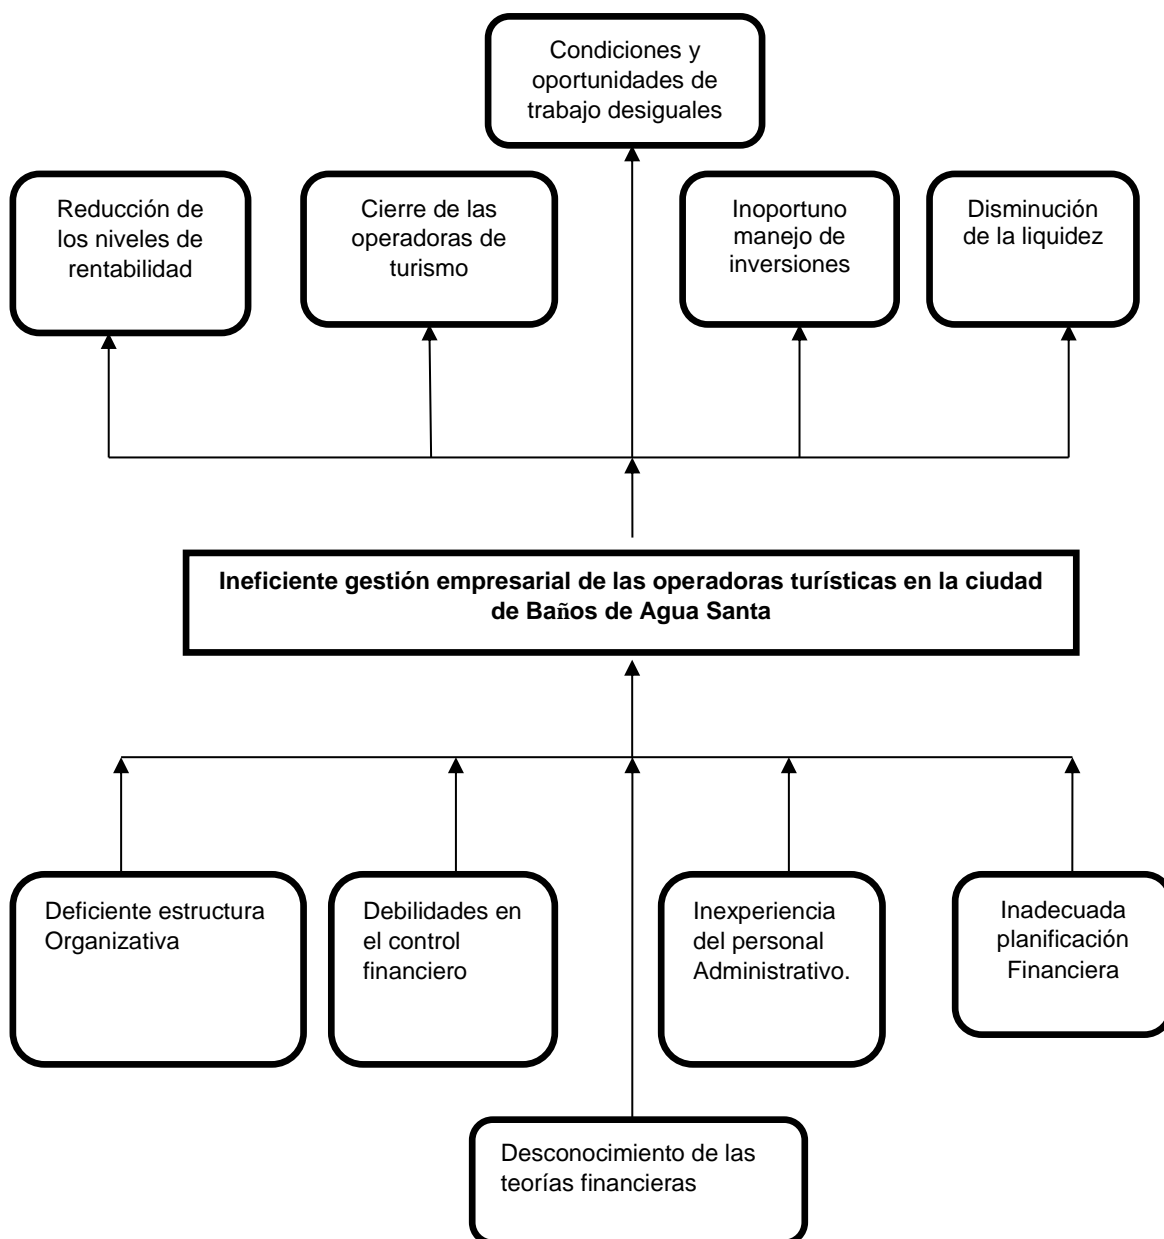 Condiciones y
oportunidades de
trabajo desiguales
Reducción de
los niveles de
rentabilidad
Cierre de las
operadoras de
turismo
Inoportuno
manejo de
inversiones
Disminución
de la liquidez
Ineficiente gestión empresarial de las operadoras turísticas en la ciudad
de Baños de Agua Santa
Deficiente estructura
Organizativa
Debilidades en
el control
financiero
Inexperiencia
del personal
Administrativo.
Inadecuada
planificación
Financiera
Desconocimiento de las
teorías financieras